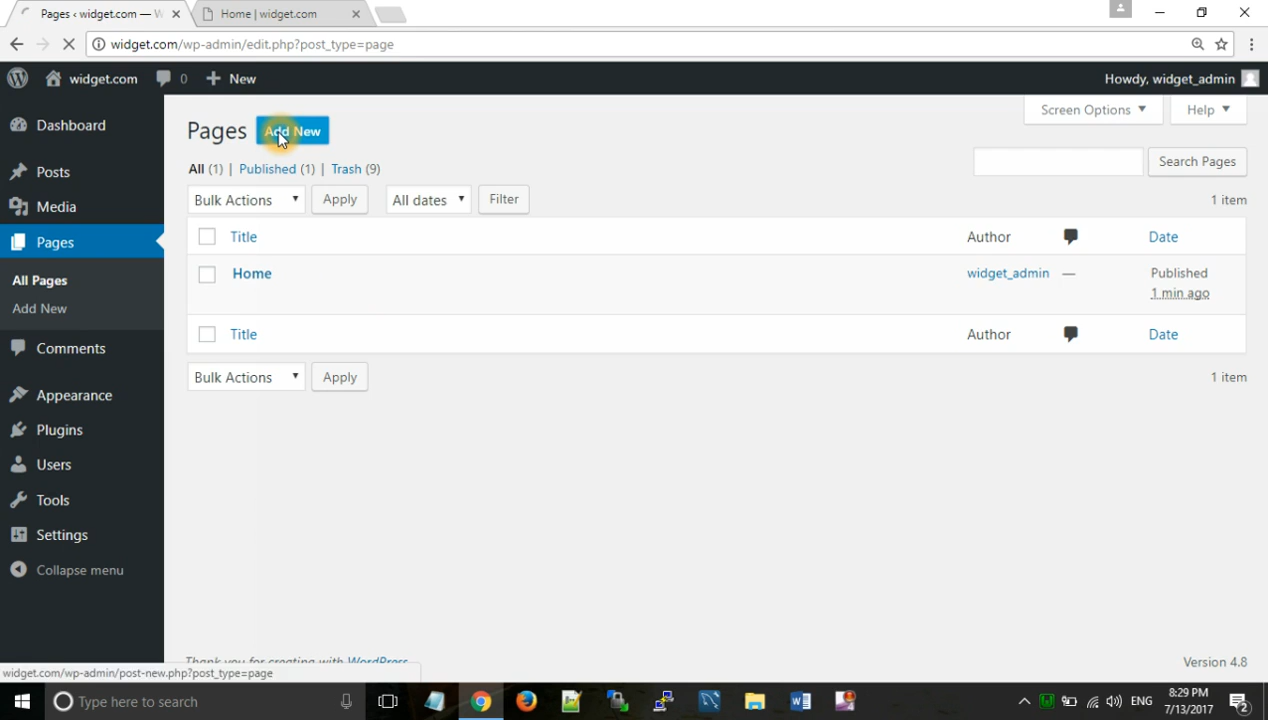 Pages ‹ widget.com — W
Home | widget.com
widget.com/wp-admin/edit.php?post_type=page
widget.com
0
New
Howdy, widget_admin
Dashboard
Posts
Media
Pages
All Pages
Add New
Comments
Appearance
Plugins
Users
Tools
Settings
Collapse menu
Screen Options
Help
Pages
Add New
All (1) | Published (1) | Trash (9)
Search Pages
Bulk Actions
Apply
All dates
Filter
1 item
Title
Author
Date
Home
widget_admin
—
Published
1 min ago
Title
Author
Date
Bulk Actions
Apply
1 item
Thank you for creating with WordPress
Version 4.8
widget.com/wp-admin/post-new.php?post_type=page
Type here to search
ENG
8:29 PM
7/13/2017
2